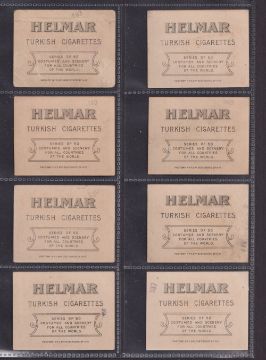 HELMAR
TURKISH CIGARETTES
SERIES OF 50
COSTUMES AND SCENERY
FOR ALL COUNTRIES
OF THE WORLD
HELMAR
TURKISH CIGARETTES
SERIES OF 50
COSTUMES AND SCENERY
FOR ALL COUNTRIES
OF THE WORLD
HELMAR
TURKISH CIGARETTES
SERIES OF 50
COSTUMES AND SCENERY
FOR ALL COUNTRIES
OF THE WORLD
HELMAR
TURKISH CIGARETTES
SERIES OF 50
COSTUMES AND SCENERY
FOR ALL COUNTRIES
OF THE WORLD
HELMAR
TURKISH CIGARETTES
SERIES OF 50
COSTUMES AND SCENERY
FOR ALL COUNTRIES
OF THE WORLD
HELMAR
TURKISH CIGARETTES
SERIES OF 50
COSTUMES AND SCENERY
FOR ALL COUNTRIES
OF THE WORLD
HELMAR
TURKISH CIGARETTES
SERIES OF 50
COSTUMES AND SCENERY
FOR ALL COUNTRIES
OF THE WORLD
HELMAR
TURKISH CIGARETTES
SERIES OF 50
COSTUMES AND SCENERY
FOR ALL COUNTRIES
OF THE WORLD